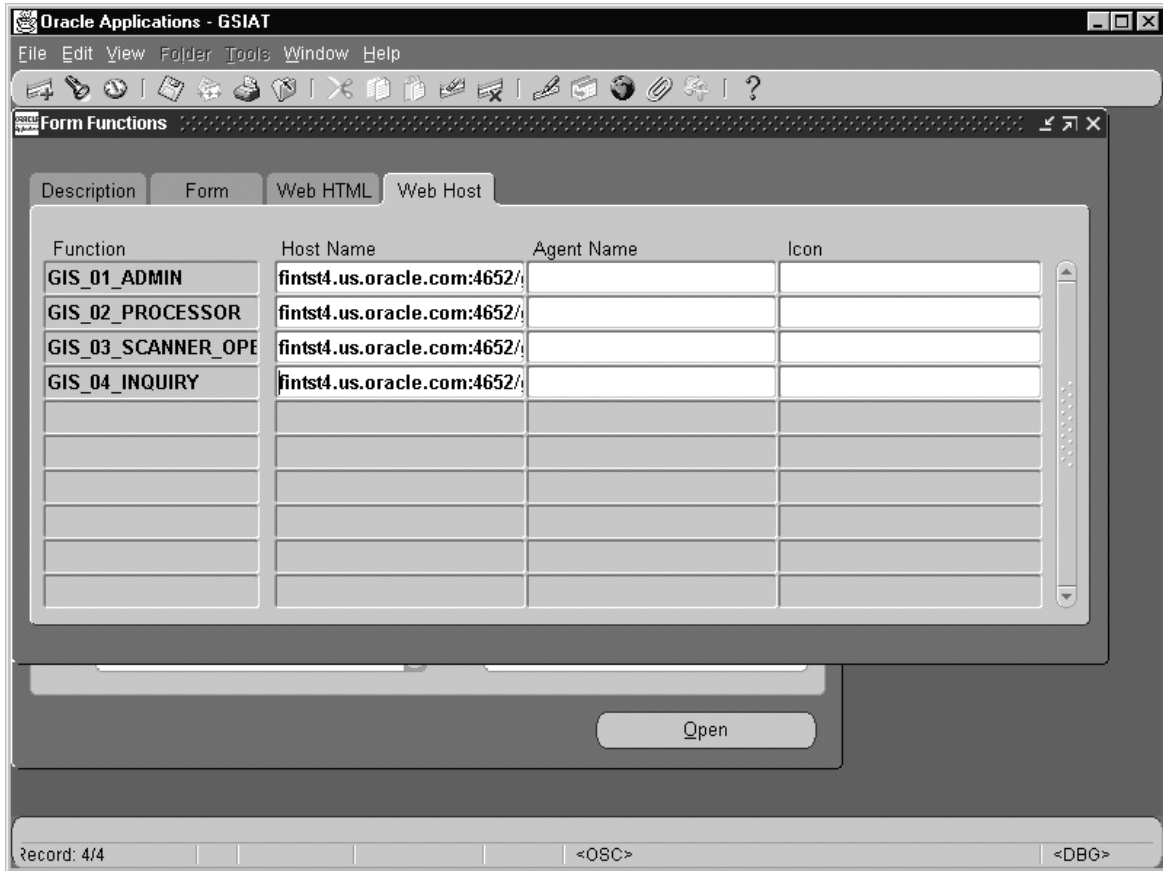 Oracle Applications - GSIAT
File Edit View Folder Tools Window Help
Form Functions
Description Form Web HTML Web Host
Function Host Name Agent Name Icon
GIS_01_ADMIN fintst4.us.oracle.com:4652/
GIS_02_PROCESSOR fintst4.us.oracle.com:4652/
GIS_03_SCANNER_OPE fintst4.us.oracle.com:4652/
GIS_04_INQUIRY fintst4.us.oracle.com:4652/
Open
Record: 4/4 <OSC> <DBG>